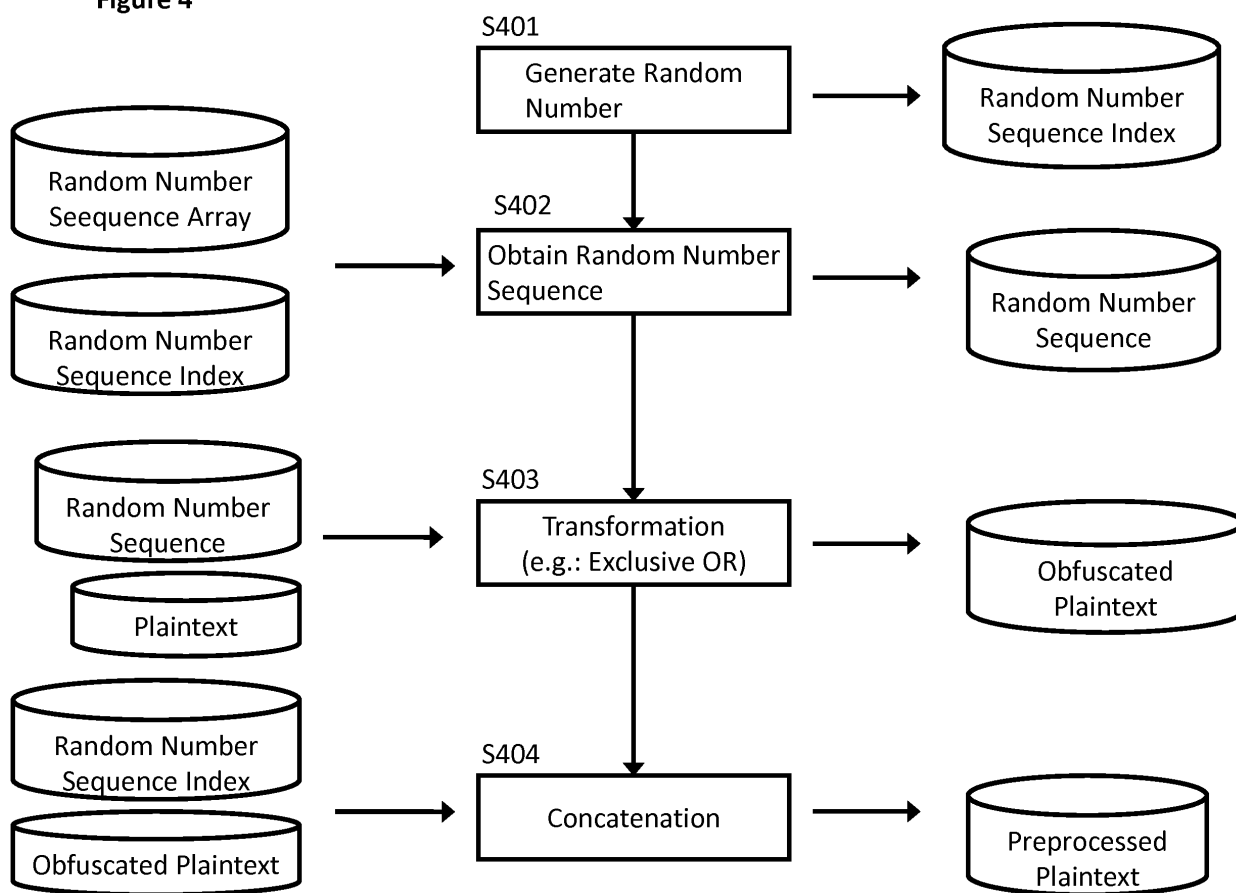 Figure 4
S401
Generate Random
Number
Random Number
Sequence Index
Random Number
Seequence Array
Random Number
Sequence Index
S402
Obtain Random Number
Sequence
Random Number
Sequence
Random Number
Sequence
Plaintext
S403
Transformation
(e.g.: Exclusive OR)
Obfuscated
Plaintext
Random Number
Sequence Index
Obfuscated Plaintext
S404
Concatenation
Preprocessed
Plaintext